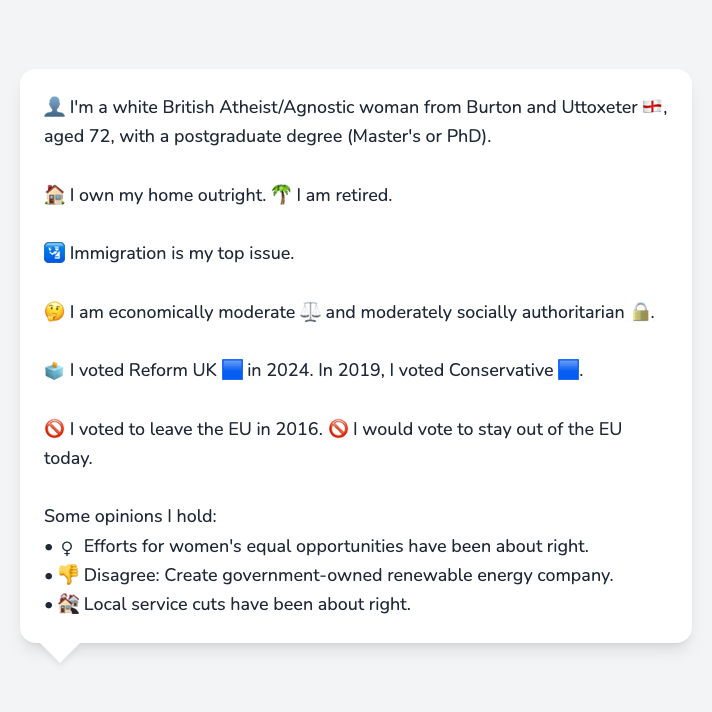 👤 I'm a white British Atheist/Agnostic woman from Burton and Uttoxeter 🏴󠁧󠁢󠁥󠁮󠁧󠁿,
aged 72, with a postgraduate degree (Master's or PhD).
🏠 I own my home outright. 🌴 I am retired.
🛂 Immigration is my top issue.
🤔 I am economically moderate ⚖️ and moderately socially authoritarian 🔒.
🗳️ I voted Reform UK 🟦 in 2024. In 2019, I voted Conservative 🟦.
🚫 I voted to leave the EU in 2016. 🚫 I would vote to stay out of the EU
today.
Some opinions I hold:
• ♀️ Efforts for women's equal opportunities have been about right.
• 👎 Disagree: Create government-owned renewable energy company.
• 🏚️ Local service cuts have been about right.